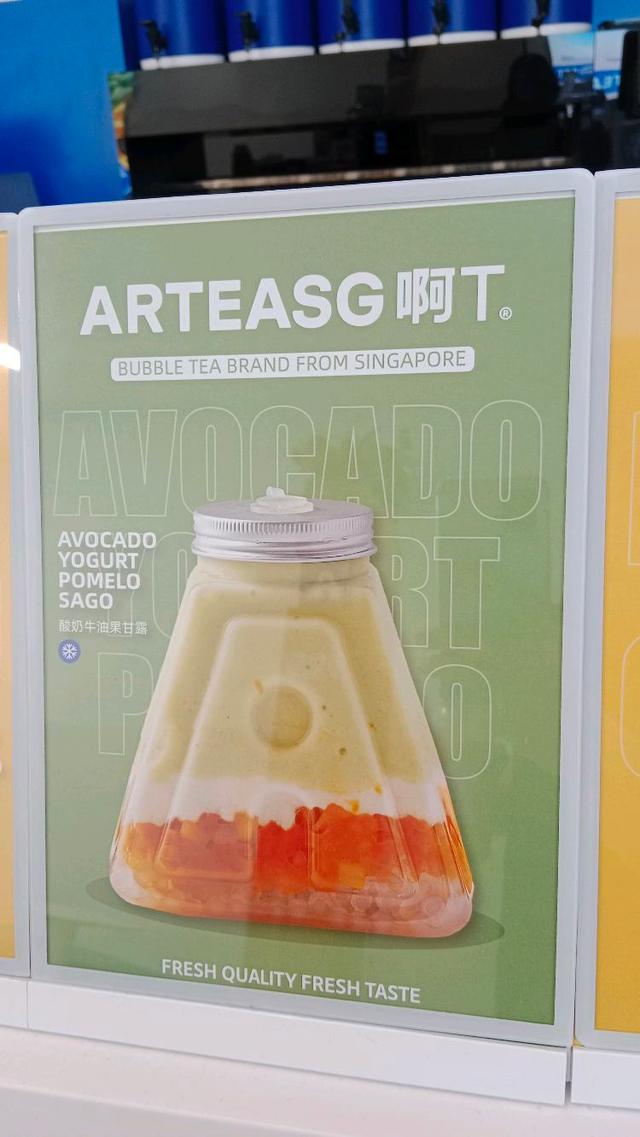 ARTEASG 啊T®
BUBBLE TEA BRAND FROM SINGAPORE
AVOCADO
YOGURT
POMELO
AVOCADO
YOGURT
POMELO
SAGO
酸奶牛油果甘露
FRESH QUALITY FRESH TASTE